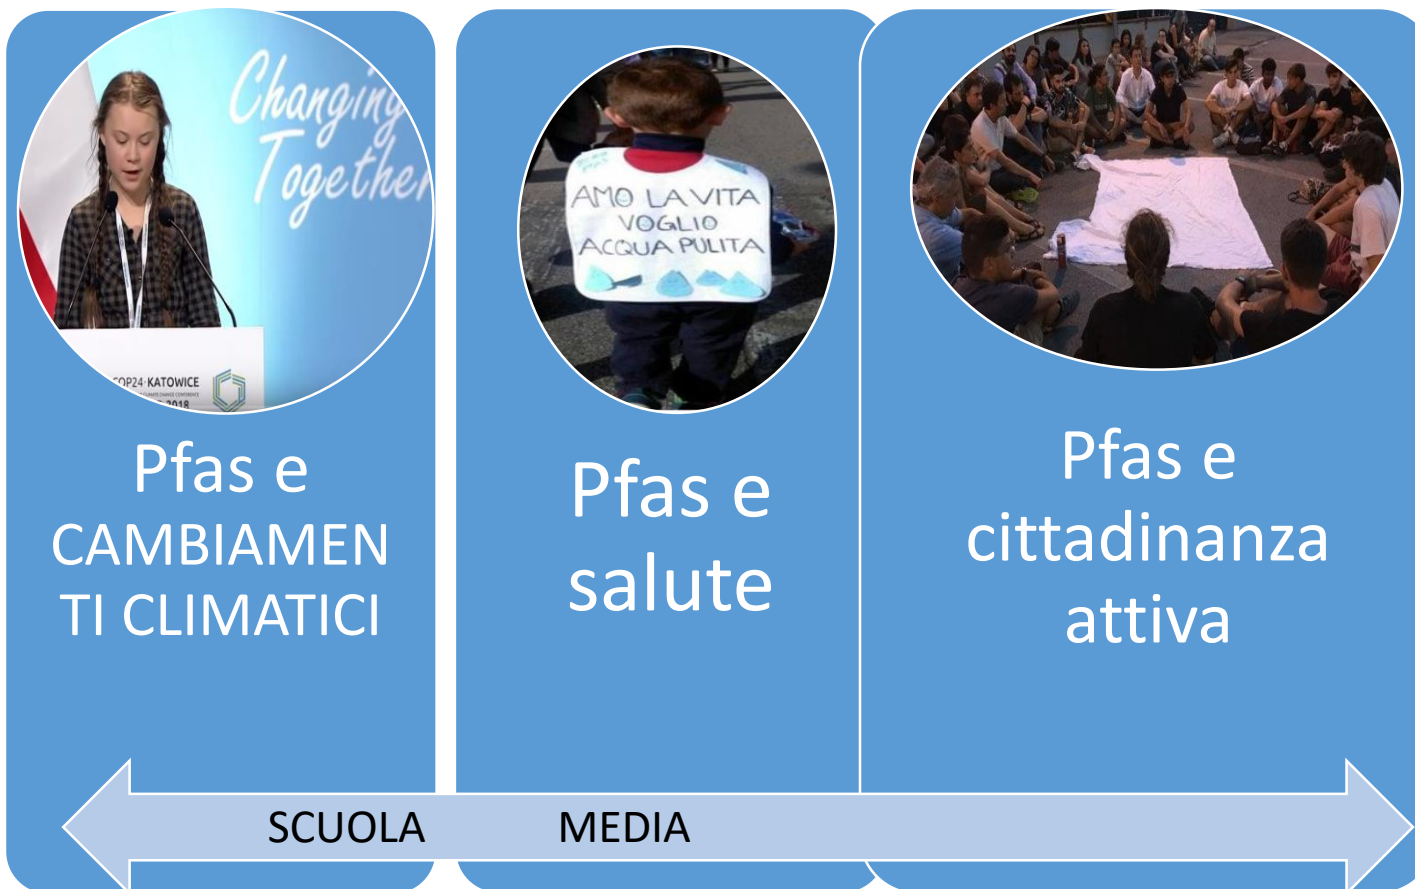 Changing
Together
COP24·KATOWICE
2018
Pfas e
CAMBIAMEN
TI CLIMATICI
AMO LA VITA
VOGLIO
ACQUA PULITA
Pfas e
salute
Pfas e
cittadinanza
attiva
SCUOLA MEDIA